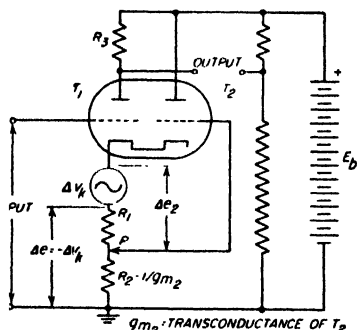 R3
OUTPUT
T1
T2
+
Eb
ΔVk
Δe2
PUT
R1
Δe=-ΔVk
P
R2=1/gm2
gm2:TRANSCONDUCTANCE OF T2